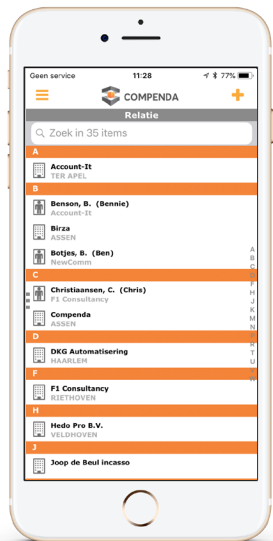 Geen service 11:28 77%
COMPENDA
Relatie
Zoek in 35 items
A
Account-It
TER APEL
B
Benson, B. (Bennie)
Account-It
Birza
ASSEN
Botjes, B. (Ben)
NewComm
C
Christiaansen, C. (Chris)
F1 Consultancy
Compenda
ASSEN
D
DKG Automatisering
HAARLEM
F
F1 Consultancy
RIETHOVEN
H
Hedo Pro B.V.
VELDHOVEN
J
Joop de Beul incasso
A
B
C
F
H
J
K
M
N
R
T
U
W